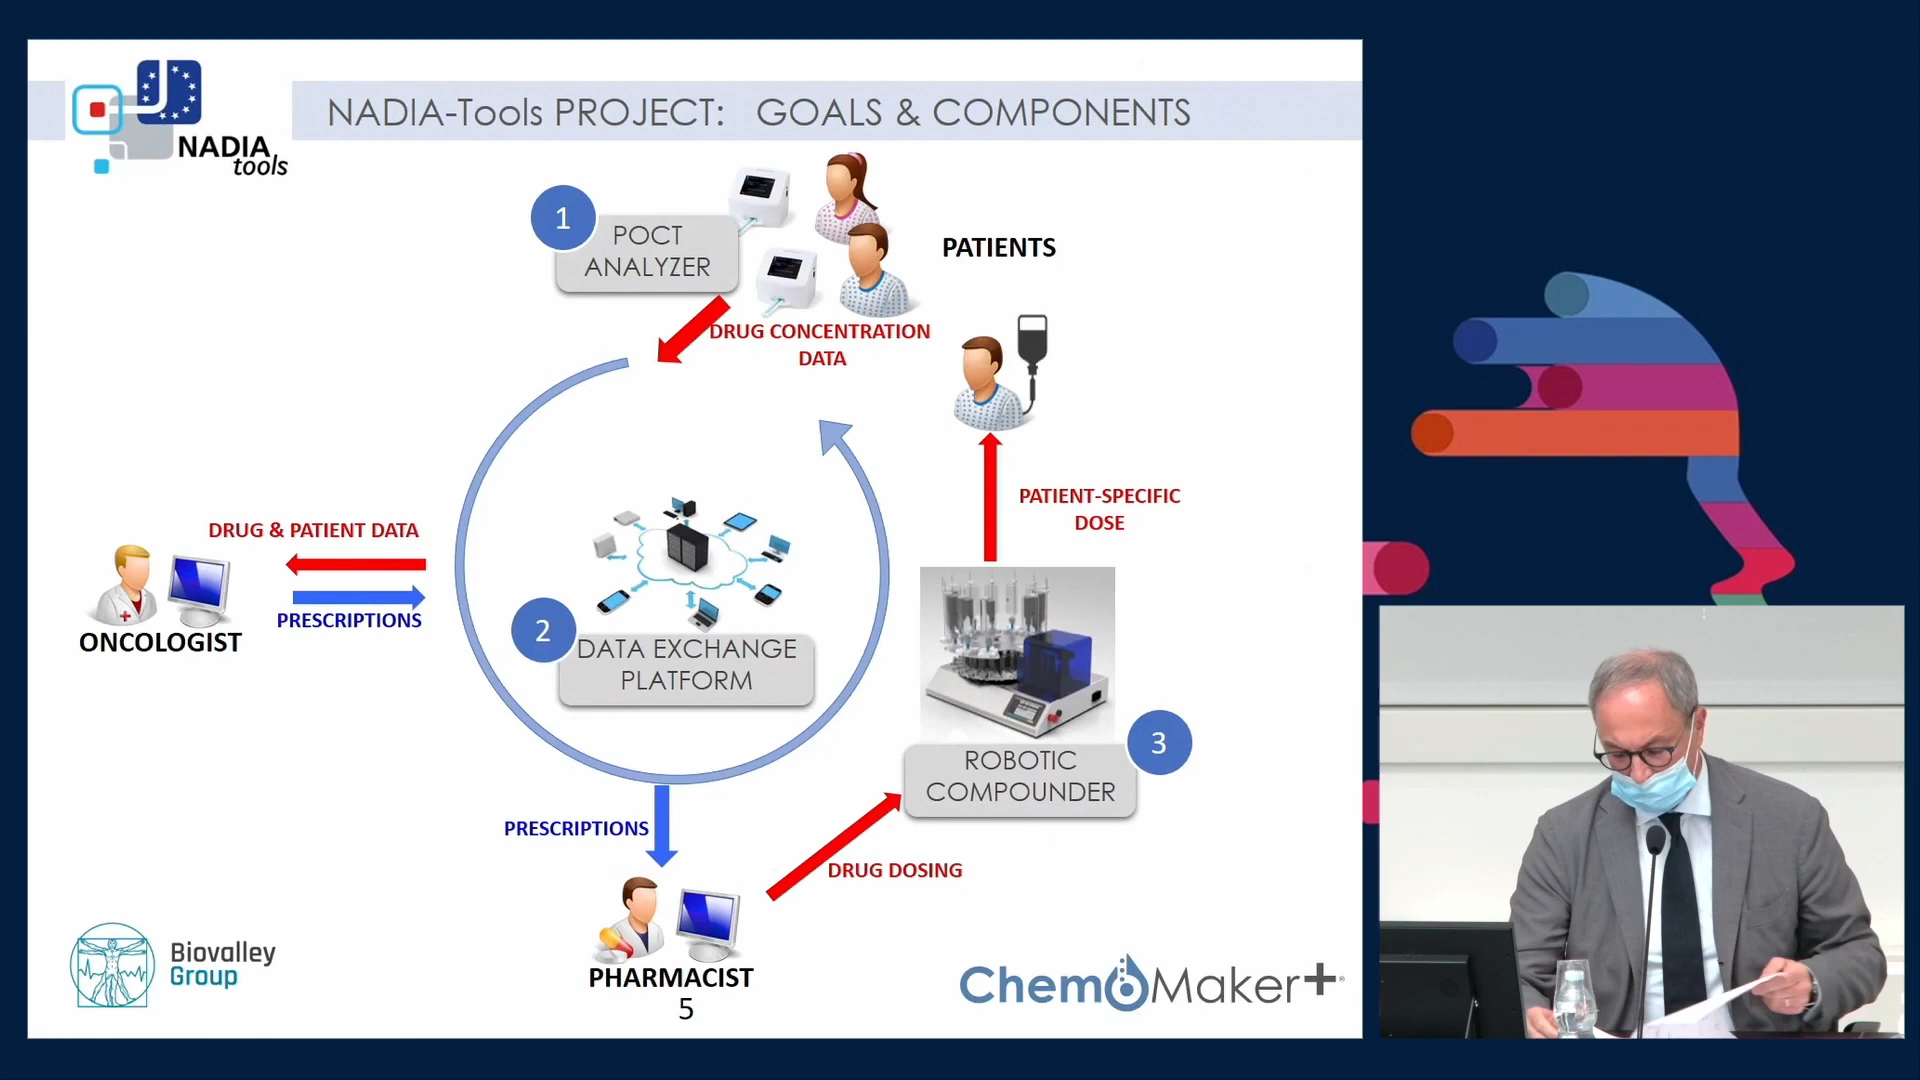 NADIA
tools
NADIA-Tools PROJECT: GOALS & COMPONENTS
1
POCT
ANALYZER
PATIENTS
DRUG CONCENTRATION
DATA
PATIENT-SPECIFIC
DOSE
DRUG & PATIENT DATA
PRESCRIPTIONS
ONCOLOGIST
2
DATA EXCHANGE
PLATFORM
3
ROBOTIC
COMPOUNDER
PRESCRIPTIONS
DRUG DOSING
PHARMACIST
5
Biovalley
Group
ChemoMaker+